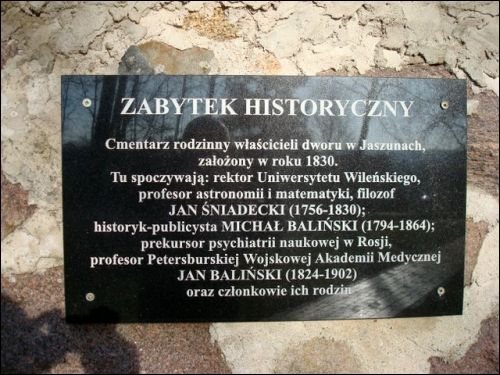 ZABYTEK HISTORYCZNY
Cmentarz rodzinny właścicieli dworu w Jaszunach,
założony w roku 1830.
Tu spoczywają: rektor Uniwersytetu Wileńskiego,
profesor astronomii i matematyki, filozof
JAN ŚNIADECKI (1756-1830);
historyk-publicysta MICHAŁ BALIŃSKI (1794-1864);
prekursor psychiatrii naukowej w Rosji,
profesor Petersburskiej Wojskowej Akademii Medycznej
JAN BALIŃSKI (1824-1902)
oraz członkowie ich rodzin